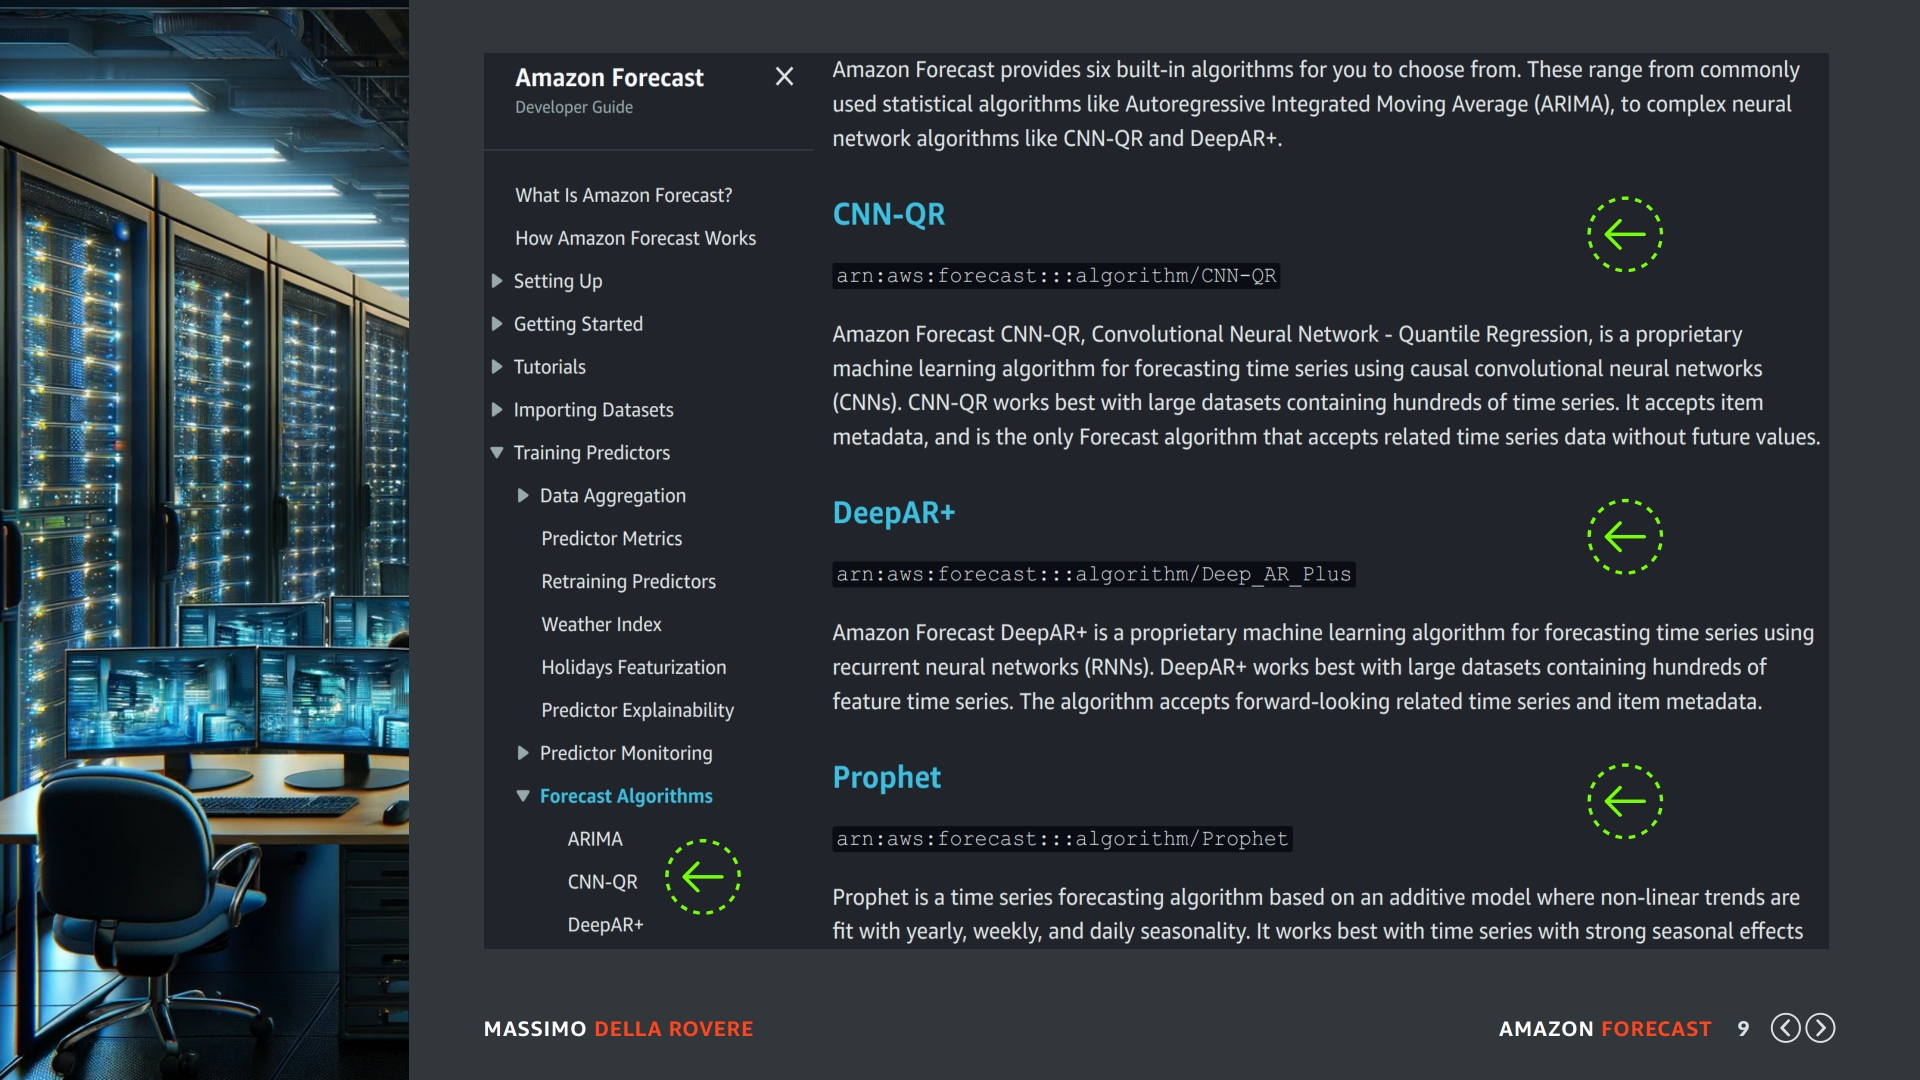 Amazon Forecast
Developer Guide
What Is Amazon Forecast?
How Amazon Forecast Works
Setting Up
Getting Started
Tutorials
Importing Datasets
Training Predictors
Data Aggregation
Predictor Metrics
Retraining Predictors
Weather Index
Holidays Featurization
Predictor Explainability
Predictor Monitoring
Forecast Algorithms
ARIMA
CNN-QR
DeepAR+
Amazon Forecast provides six built-in algorithms for you to choose from. These range from commonly
used statistical algorithms like Autoregressive Integrated Moving Average (ARIMA), to complex neural
network algorithms like CNN-QR and DeepAR+.
CNN-QR
arn:aws:forecast:::algorithm/CNN-QR
Amazon Forecast CNN-QR, Convolutional Neural Network - Quantile Regression, is a proprietary
machine learning algorithm for forecasting time series using causal convolutional neural networks
(CNNs). CNN-QR works best with large datasets containing hundreds of time series. It accepts item
metadata, and is the only Forecast algorithm that accepts related time series data without future values.
DeepAR+
arn:aws:forecast:::algorithm/Deep_AR_Plus
Amazon Forecast DeepAR+ is a proprietary machine learning algorithm for forecasting time series using
recurrent neural networks (RNNs). DeepAR+ works best with large datasets containing hundreds of
feature time series. The algorithm accepts forward-looking related time series and item metadata.
Prophet
arn:aws:forecast:::algorithm/Prophet
Prophet is a time series forecasting algorithm based on an additive model where non-linear trends are
fit with yearly, weekly, and daily seasonality. It works best with time series with strong seasonal effects
MASSIMO DELLA ROVERE
AMAZON FORECAST 9